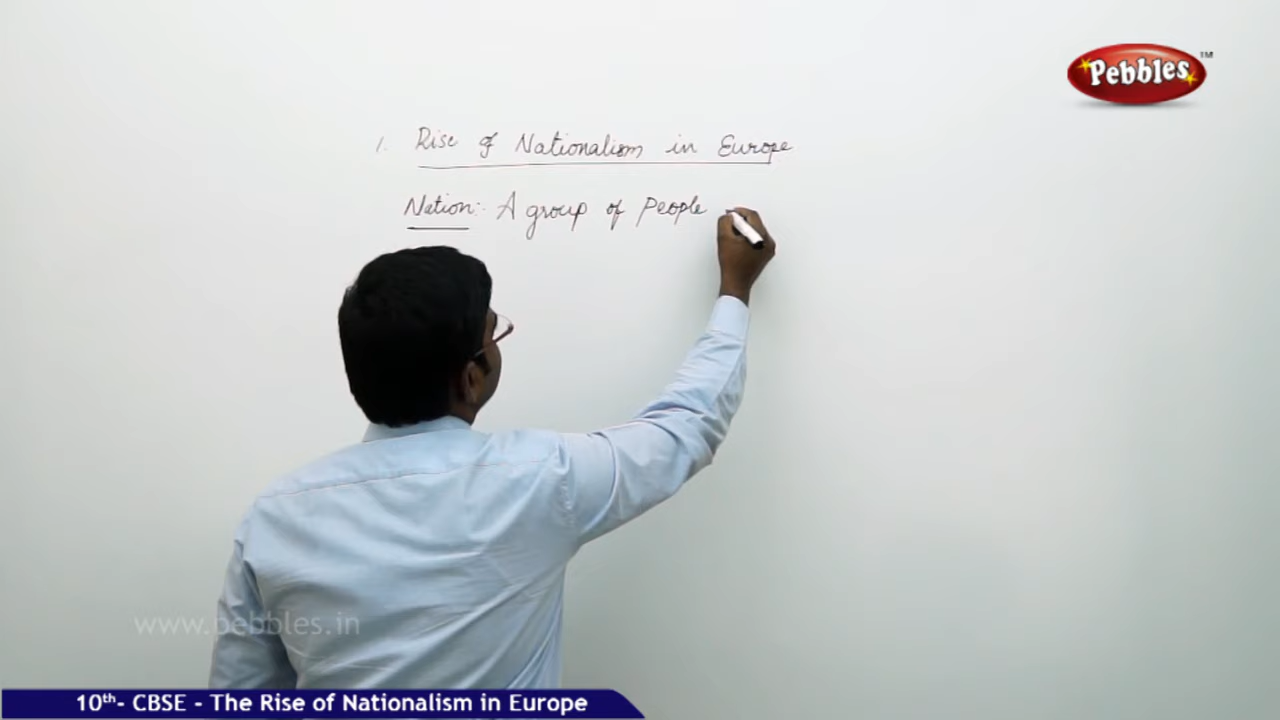 Pebbles™
1. Rise of Nationalism in Europe
Nation:- A group of People
www.pebbles.in
10th- CBSE - The Rise of Nationalism in Europe